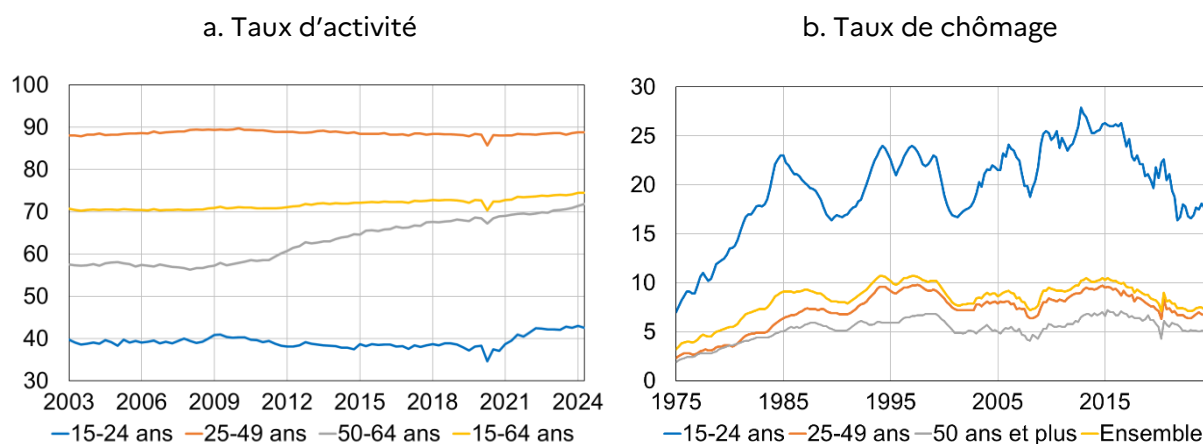 a. Taux d'activité
100
90
80
70
60
50
40
30
2003 2006 2009 2012 2015 2018 2021 2024
15-24 ans 25-49 ans 50-64 ans 15-64 ans
b. Taux de chômage
30
25
20
15
10
5
0
1975 1985 1995 2005 2015
15-24 ans 25-49 ans 50 ans et plus Ensemble